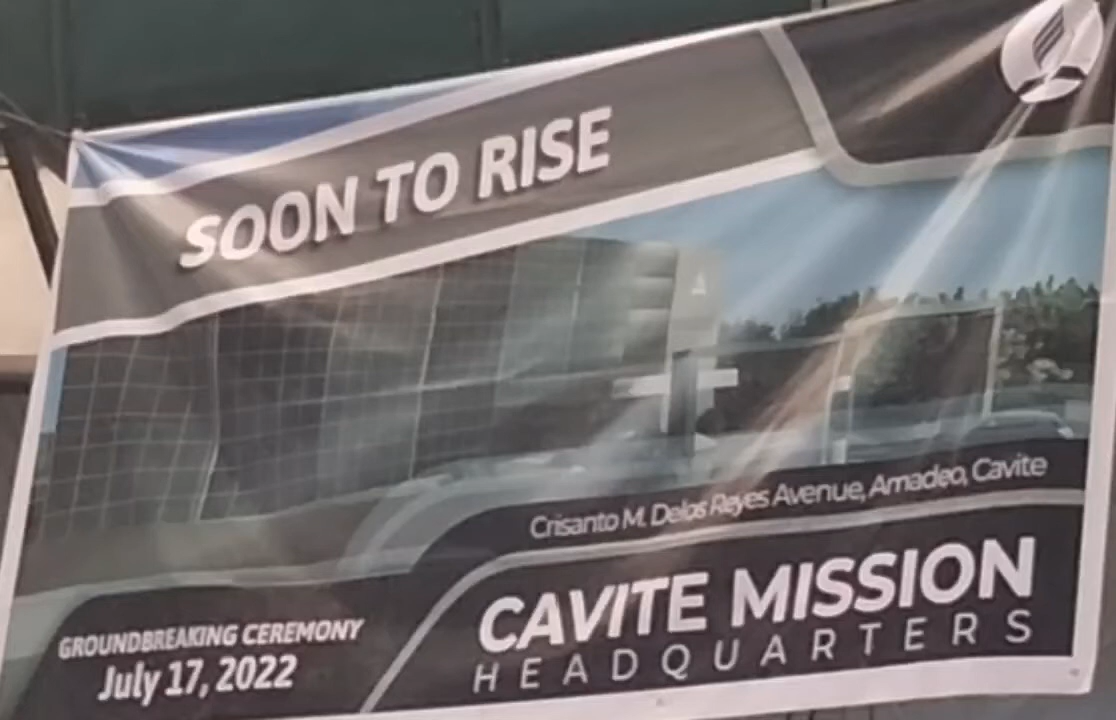 SOON TO RISE
Crisanto M. Delos Reyes Avenue, Amadeo, Cavite
CAVITE MISSION
HEADQUARTERS
GROUNDBREAKING CEREMONY
July 17, 2022